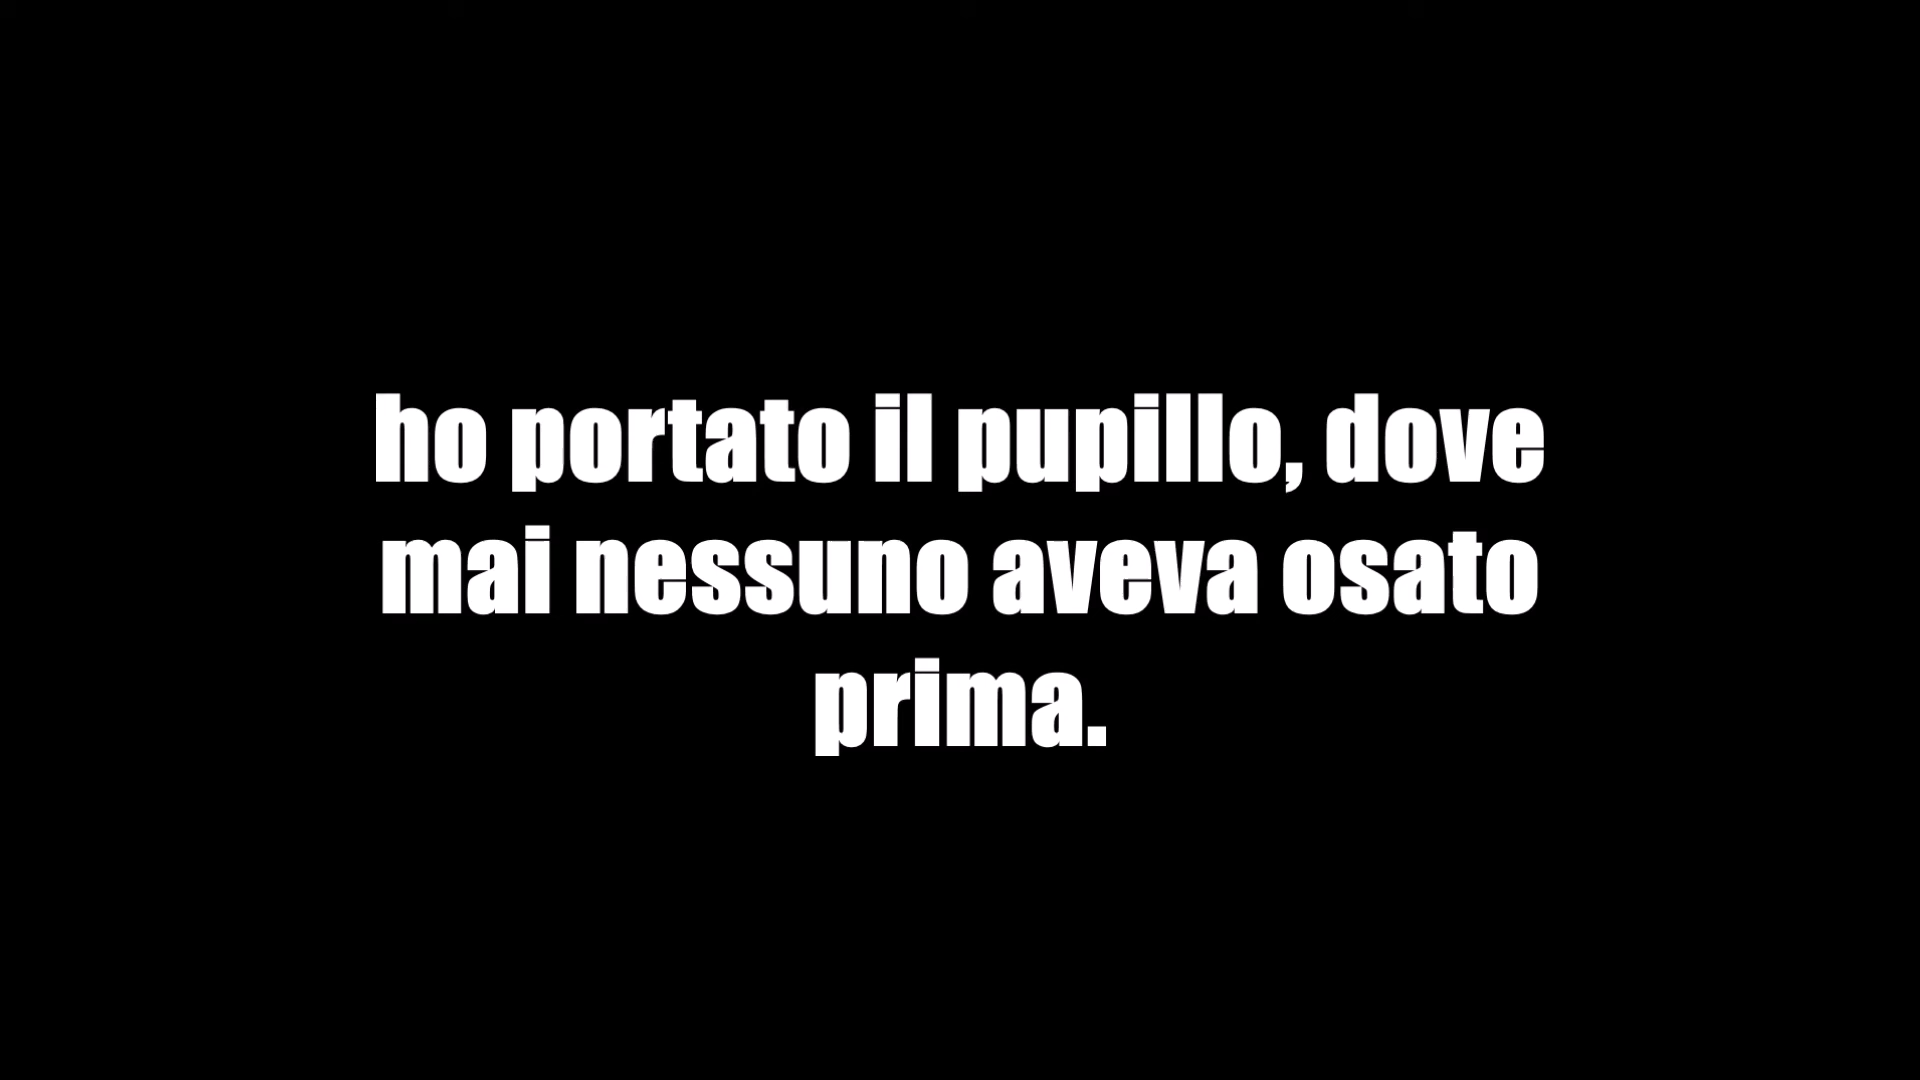 ho portato il pupillo, dove
mai nessuno aveva osato
prima.